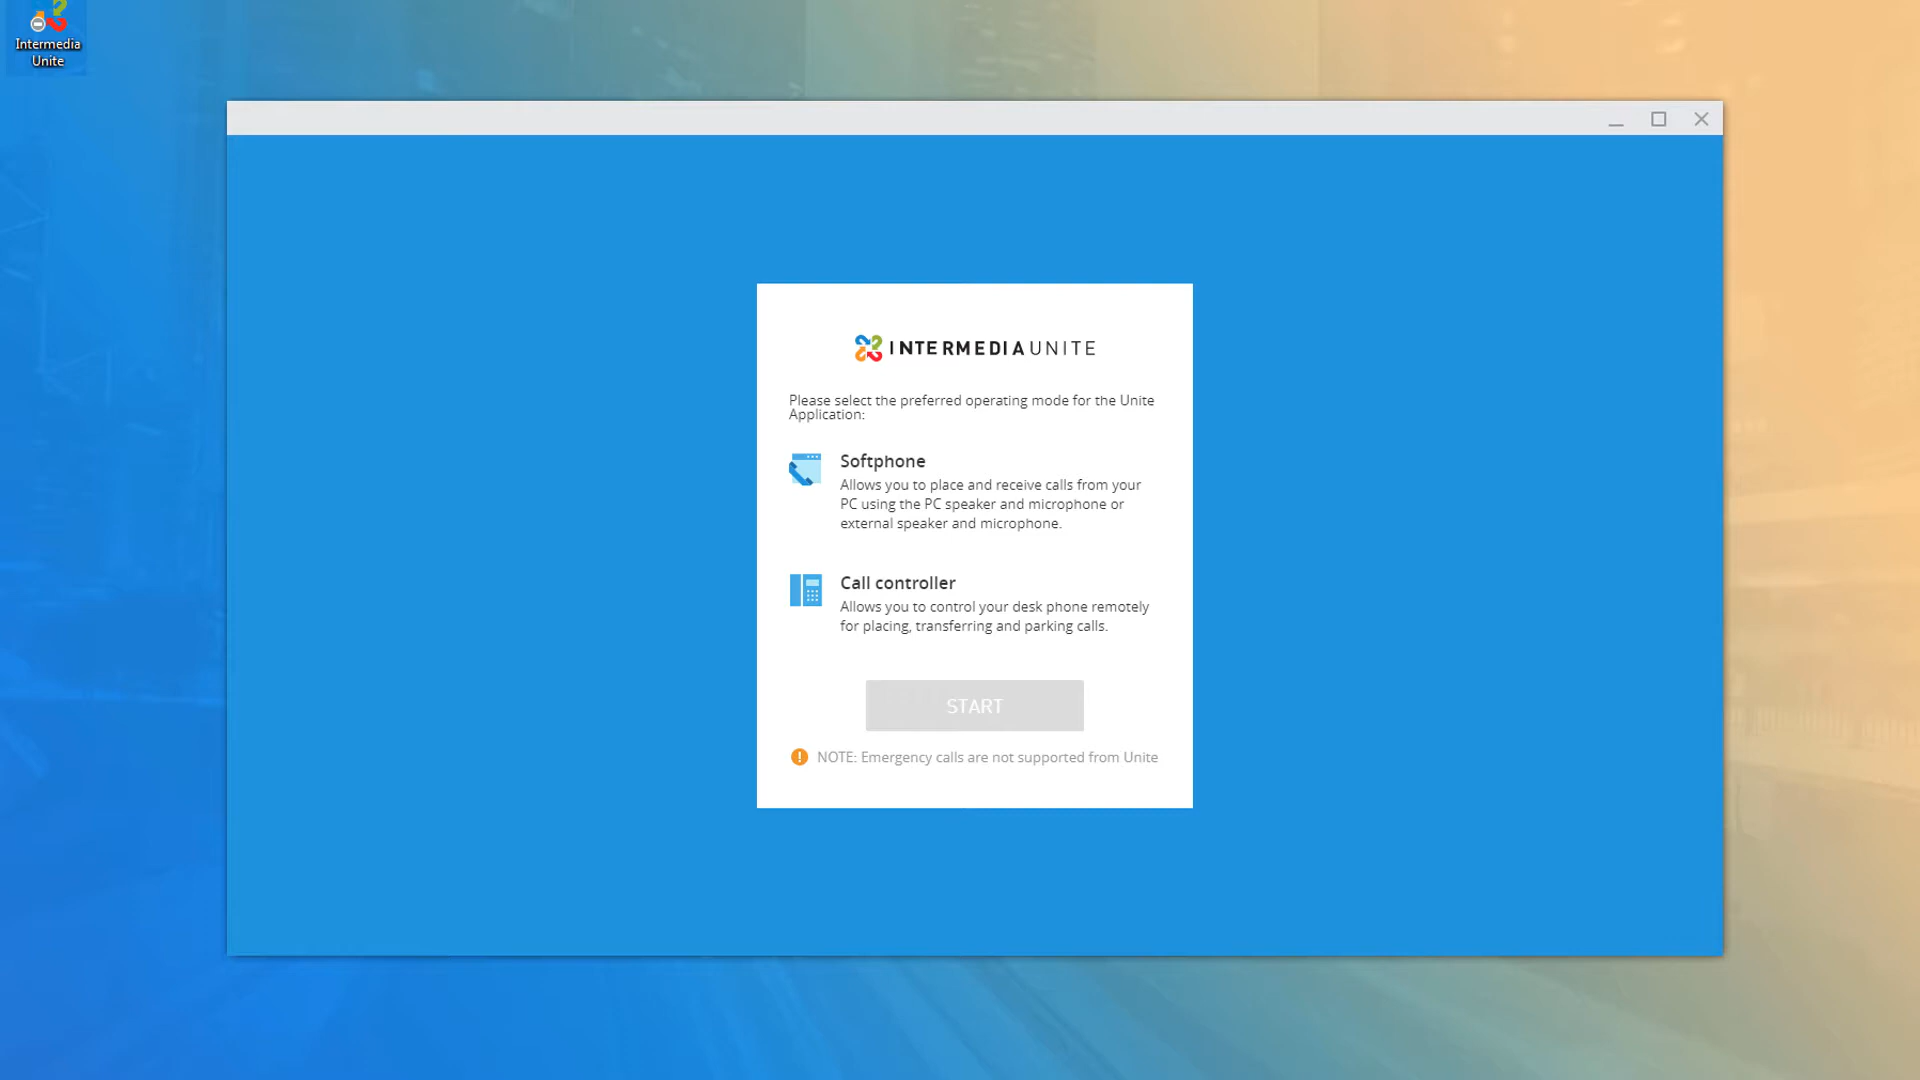 Intermedia
Unite
INTERMEDIAUNITE
Please select the preferred operating mode for the Unite
Application:
Softphone
Allows you to place and receive calls from your
PC using the PC speaker and microphone or
external speaker and microphone.
Call controller
Allows you to control your desk phone remotely
for placing, transferring and parking calls.
START
NOTE: Emergency calls are not supported from Unite